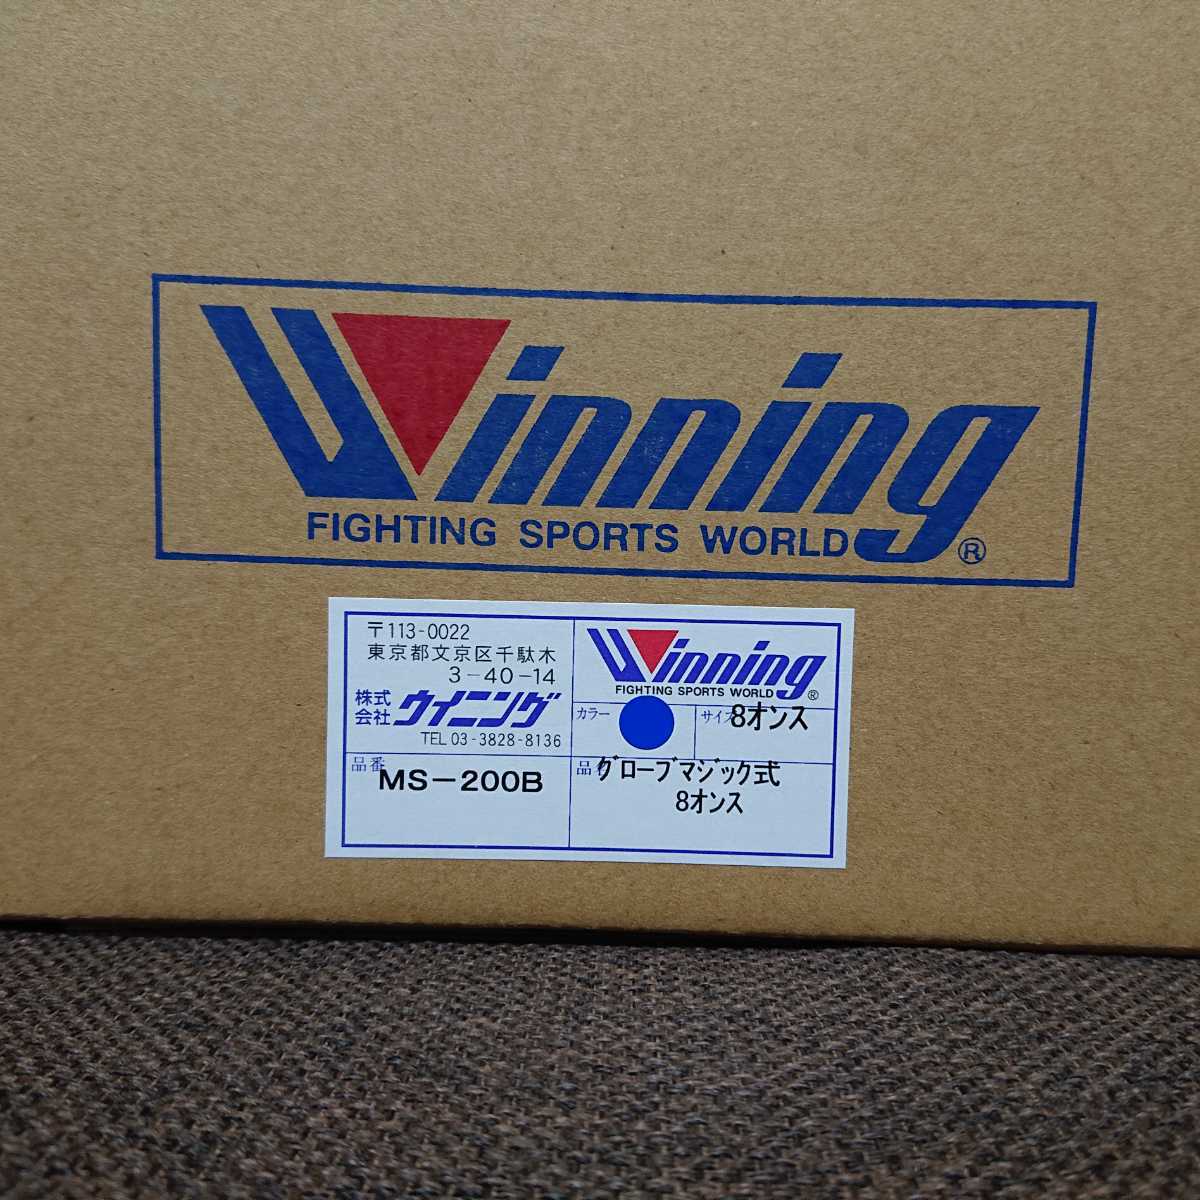 Winning
FIGHTING SPORTS WORLD
®
〒113-0022
東京都文京区千駄木
3-40-14
株式会社 ウイニング
TEL 03-3828-8136
Winning
FIGHTING SPORTS WORLD ®
カラー
サイズ 8オンス
品番 MS-200B
品名 グローブマジック式
8オンス